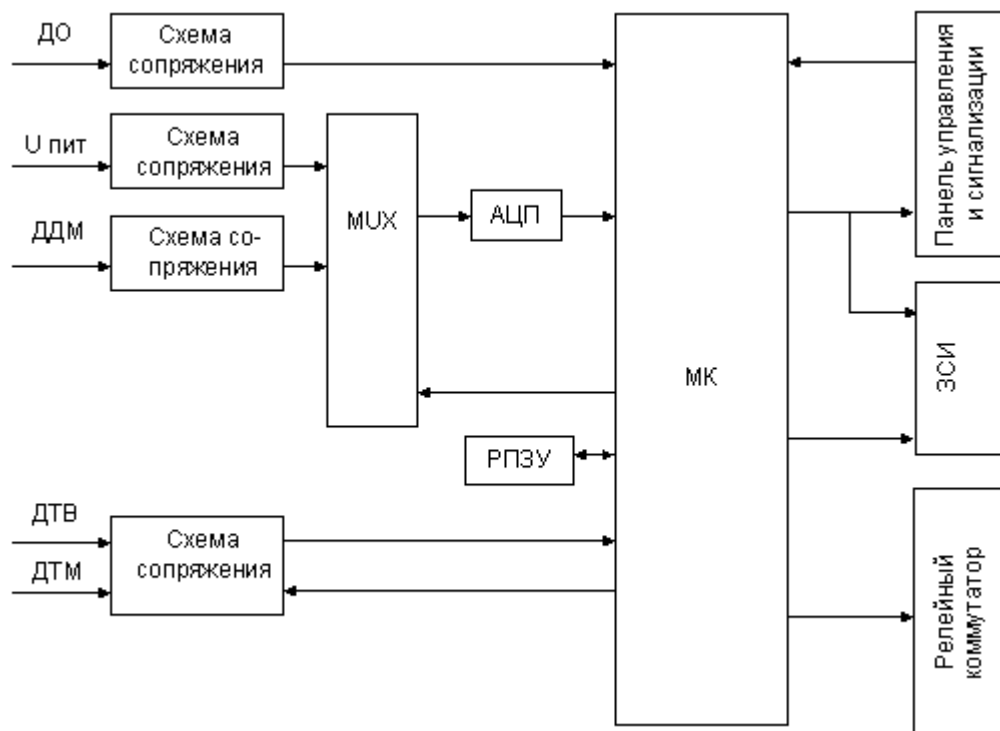 ДО
Схема
сопряжения
U пит
Схема
сопряжения
ДДМ
Схема со-
пряжения
MUX
АЦП
МК
РПЗУ
ДТВ
ДТМ
Схема
сопряжения
Панель управления
и сигнализации
ЗСИ
Релейный
коммутатор